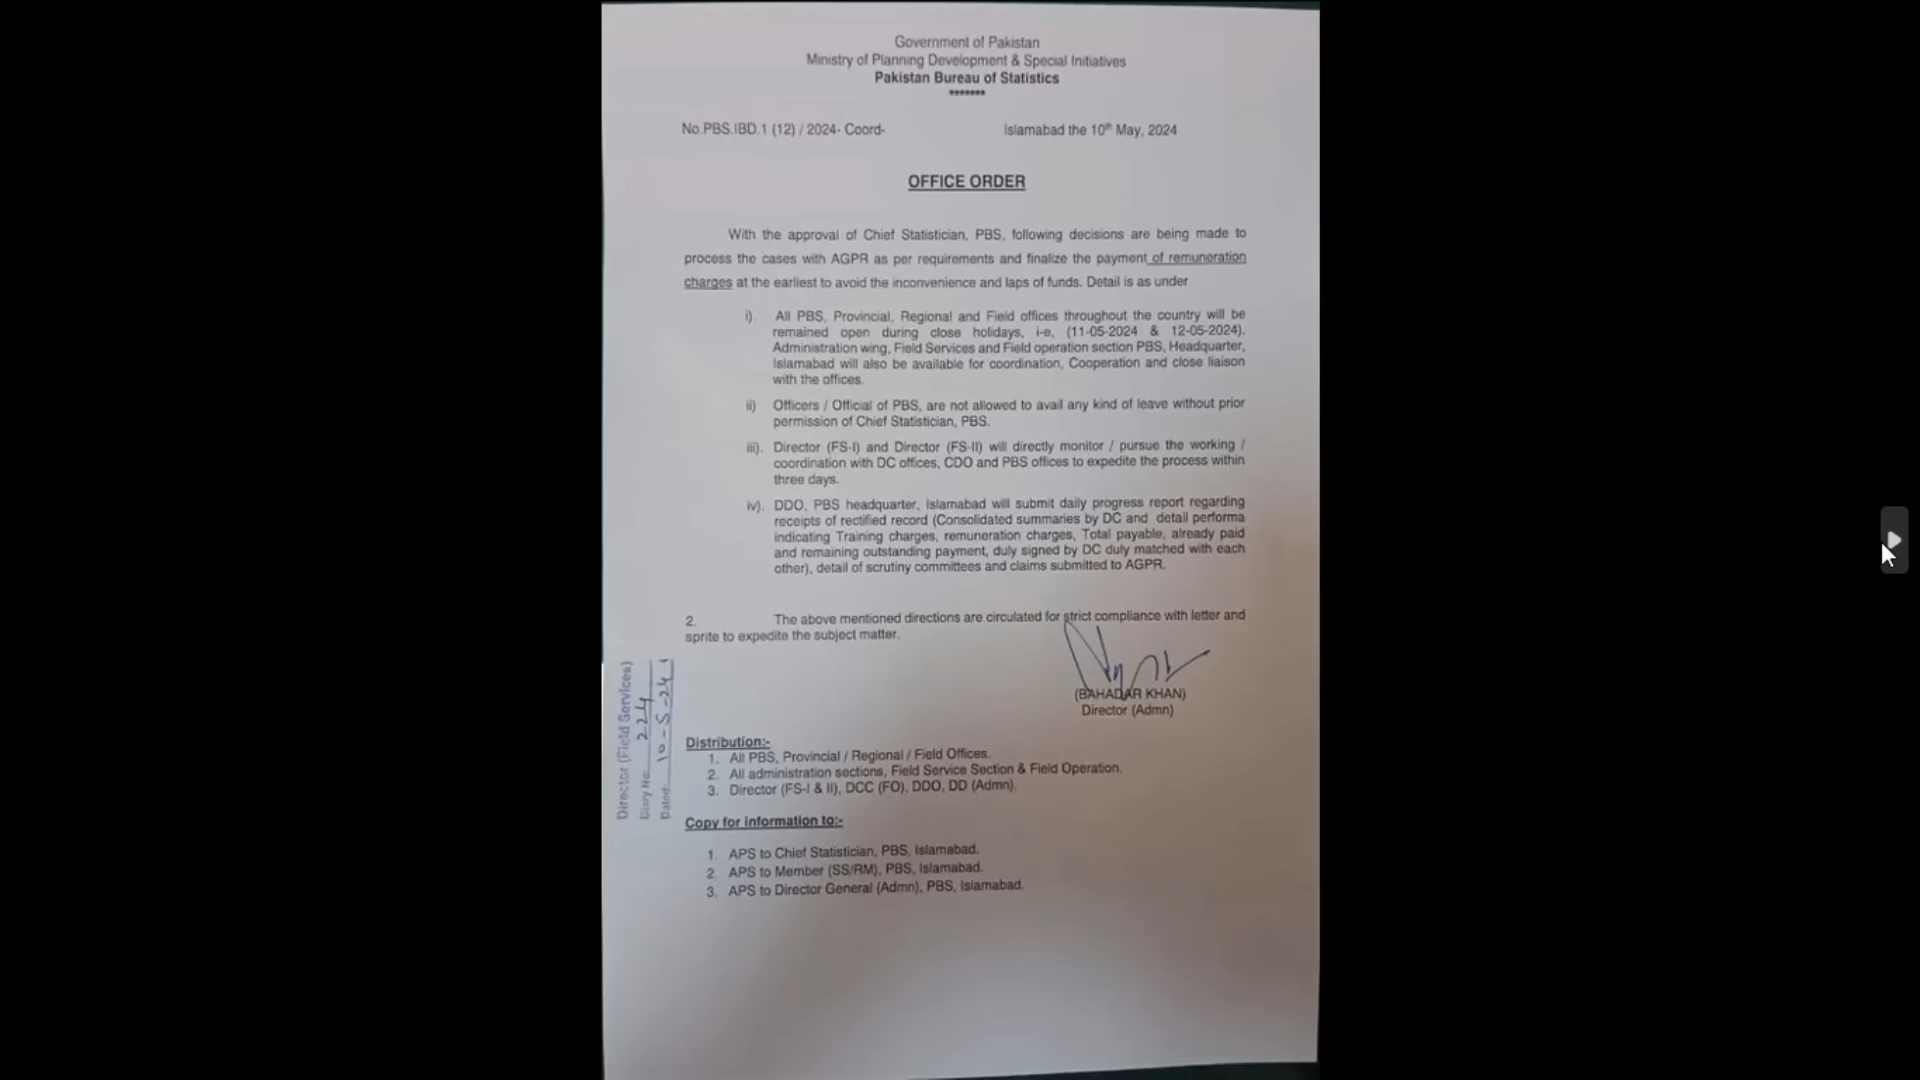 Government of Pakistan
Ministry of Planning Development & Special Initiatives
Pakistan Bureau of Statistics
*******
No.PBS.IBD.1 (12) / 2024- Coord-
Islamabad the 10th May, 2024
OFFICE ORDER
With the approval of Chief Statistician, PBS, following decisions are being made to
process the cases with AGPR as per requirements and finalize the payment of remuneration
charges at the earliest to avoid the inconvenience and laps of funds. Detail is as under
i). All PBS, Provincial, Regional and Field offices throughout the country will be
remained open during close holidays, i-e, (11-05-2024 & 12-05-2024).
Administration wing, Field Services and Field operation section PBS, Headquarter,
Islamabad will also be available for coordination, Cooperation and close liaison
with the offices.
ii) Officers / Official of PBS, are not allowed to avail any kind of leave without prior
permission of Chief Statistician, PBS.
iii). Director (FS-I) and Director (FS-II) will directly monitor / pursue the working /
coordination with DC offices, CDO and PBS offices to expedite the process within
three days.
iv). DDO, PBS headquarter, Islamabad will submit daily progress report regarding
receipts of rectified record (Consolidated summaries by DC and detail performa
indicating Training charges, remuneration charges, Total payable, already paid
and remaining outstanding payment, duly signed by DC duly matched with each
other), detail of scrutiny committees and claims submitted to AGPR.
2. The above mentioned directions are circulated for strict compliance with letter and
sprite to expedite the subject matter.
(BAHADAR KHAN)
Director (Admn)
Director (Field Services)
Diary No: 224
Dated: 10-5-24
Distribution:-
1. All PBS, Provincial / Regional / Field Offices.
2. All administration sections, Field Service Section & Field Operation.
3. Director (FS-I & II), DCC (FO), DDO, DD (Admn).
Copy for information to:-
1. APS to Chief Statistician, PBS, Islamabad.
2. APS to Member (SS/RM), PBS, Islamabad.
3. APS to Director General (Admn), PBS, Islamabad.